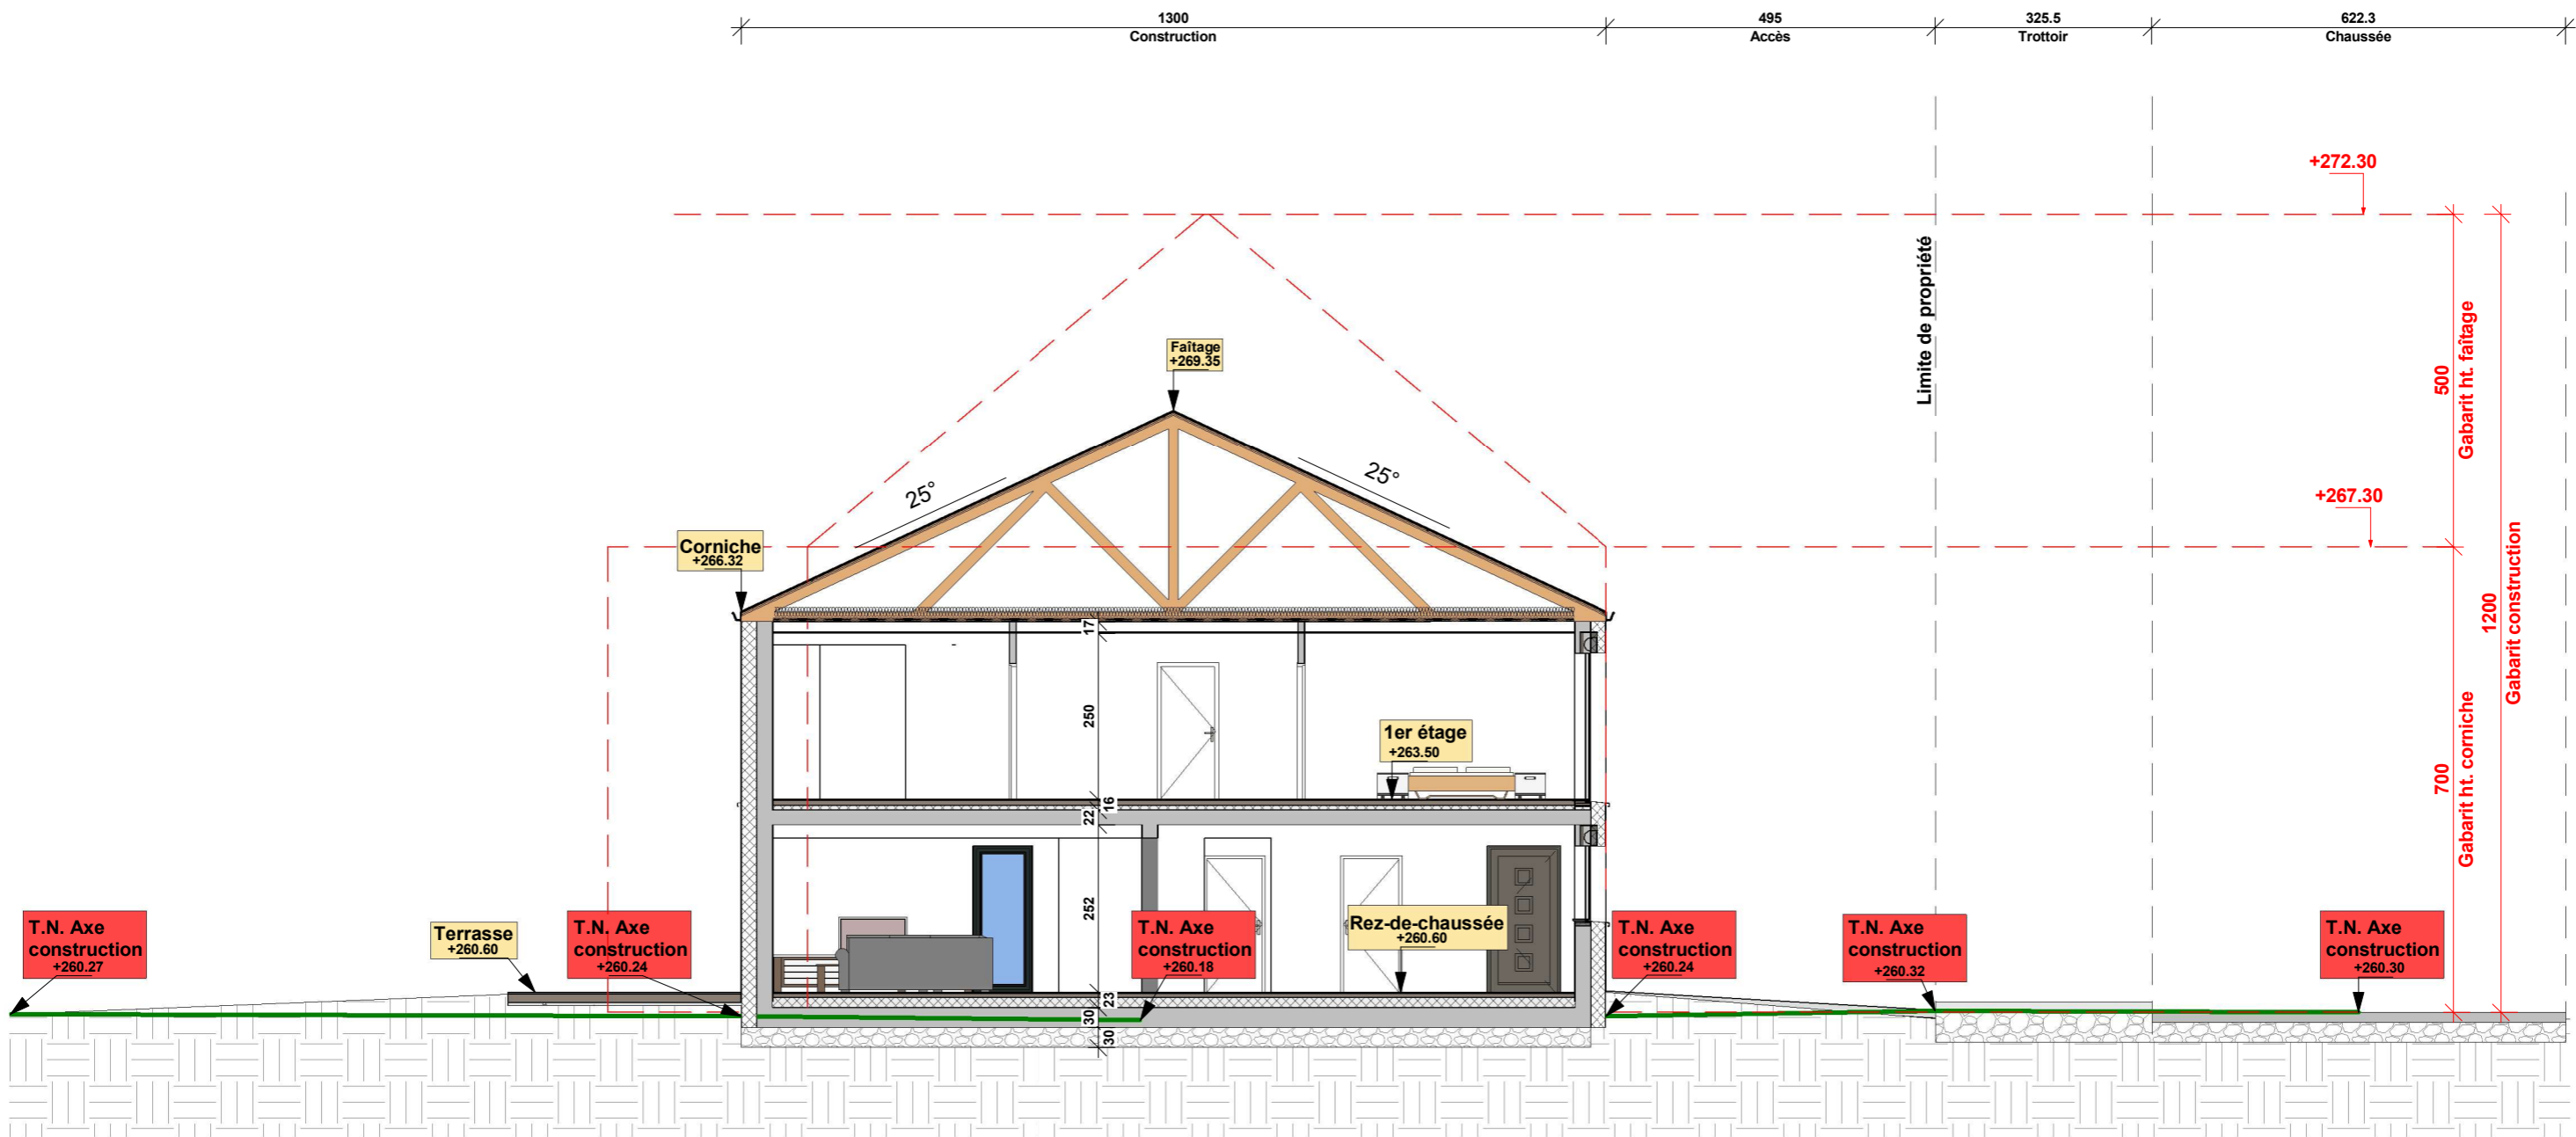 1300
Construction
495
Accès
325.5
Trottoir
622.3
Chaussée
+272.30
Limite de propriété
500
Gabarit ht. faîtage
Faîtage
+269.35
25°
25°
+267.30
Corniche
+266.32
1200
Gabarit construction
17
250
1er étage
+263.50
700
Gabarit ht. corniche
16
22
252
T.N. Axe
construction
+260.27
Terrasse
+260.60
T.N. Axe
construction
+260.24
T.N. Axe
construction
+260.18
Rez-de-chaussée
+260.60
T.N. Axe
construction
+260.24
T.N. Axe
construction
+260.32
T.N. Axe
construction
+260.30
23
30
30